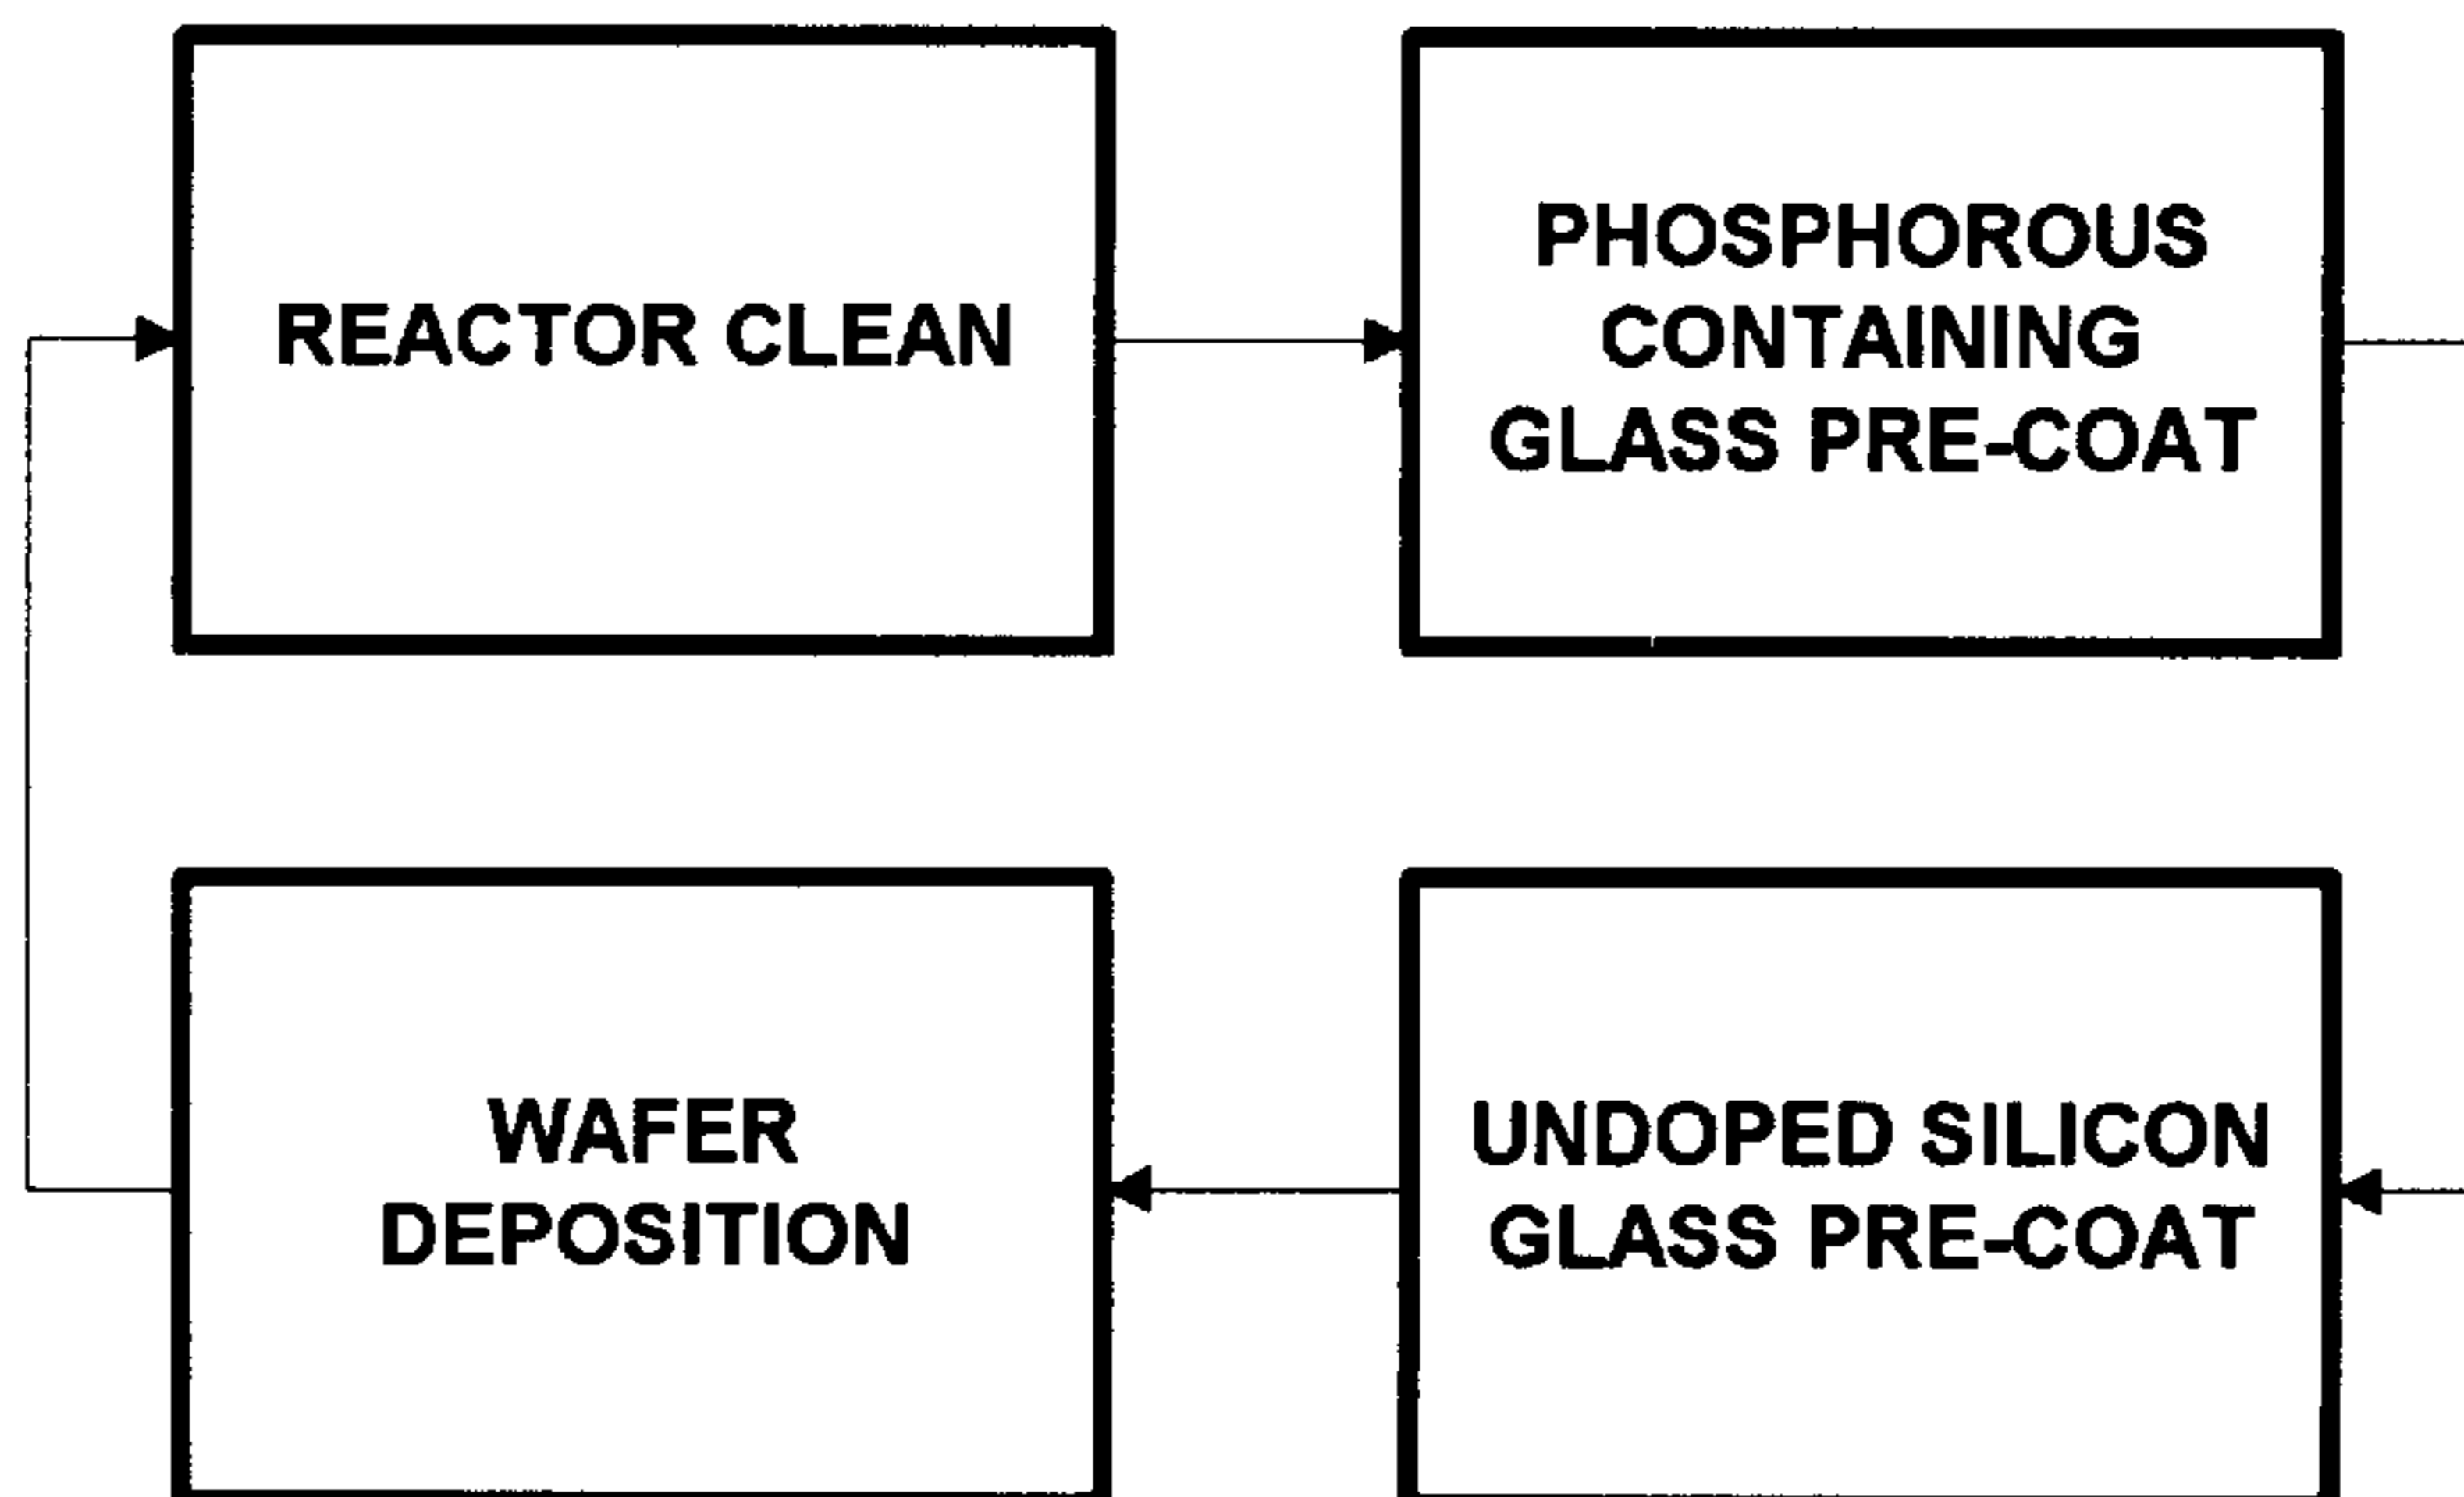 REACTOR CLEAN
PHOSPHOROUS
CONTAINING
GLASS PRE-COAT
WAFER
DEPOSITION
UNDOPED SILICON
GLASS PRE-COAT